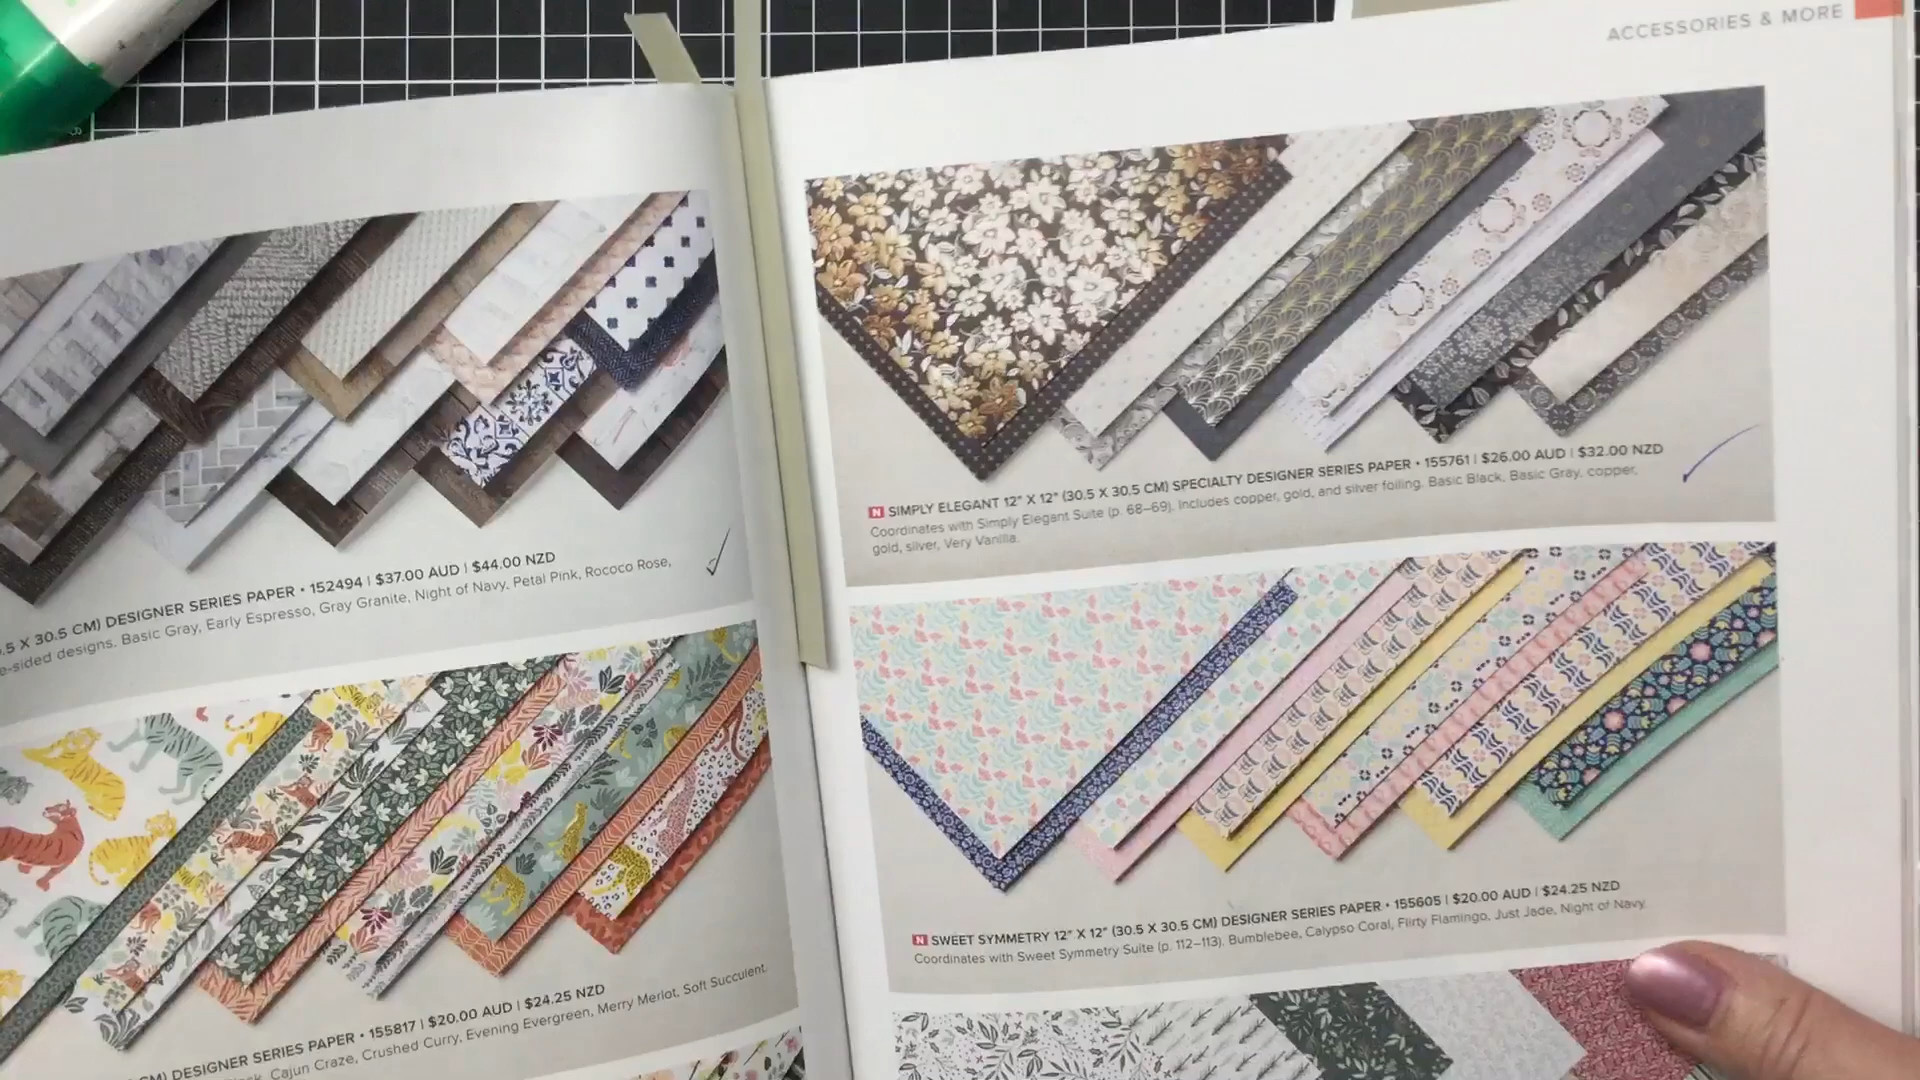 ACCESSORIES & MORE
.5 X 30.5 CM) DESIGNER SERIES PAPER • 152494 | $37.00 AUD | $44.00 NZD
e-sided designs. Basic Gray, Early Espresso, Gray Granite, Night of Navy, Petal Pink, Rococo Rose,
CM) DESIGNER SERIES PAPER • 155817 | $20.00 AUD | $24.25 NZD
ck, Cajun Craze, Crushed Curry, Evening Evergreen, Merry Merlot, Soft Succulent.
N SIMPLY ELEGANT 12" X 12" (30.5 X 30.5 CM) SPECIALTY DESIGNER SERIES PAPER • 155761 | $26.00 AUD | $32.00 NZD
Coordinates with Simply Elegant Suite (p. 68–69). Includes copper, gold, and silver foiling. Basic Black, Basic Gray, copper,
gold, silver, Very Vanilla.
N SWEET SYMMETRY 12" X 12" (30.5 X 30.5 CM) DESIGNER SERIES PAPER • 155605 | $20.00 AUD | $24.25 NZD
Coordinates with Sweet Symmetry Suite (p. 112–113). Bumblebee, Calypso Coral, Flirty Flamingo, Just Jade, Night of Navy.